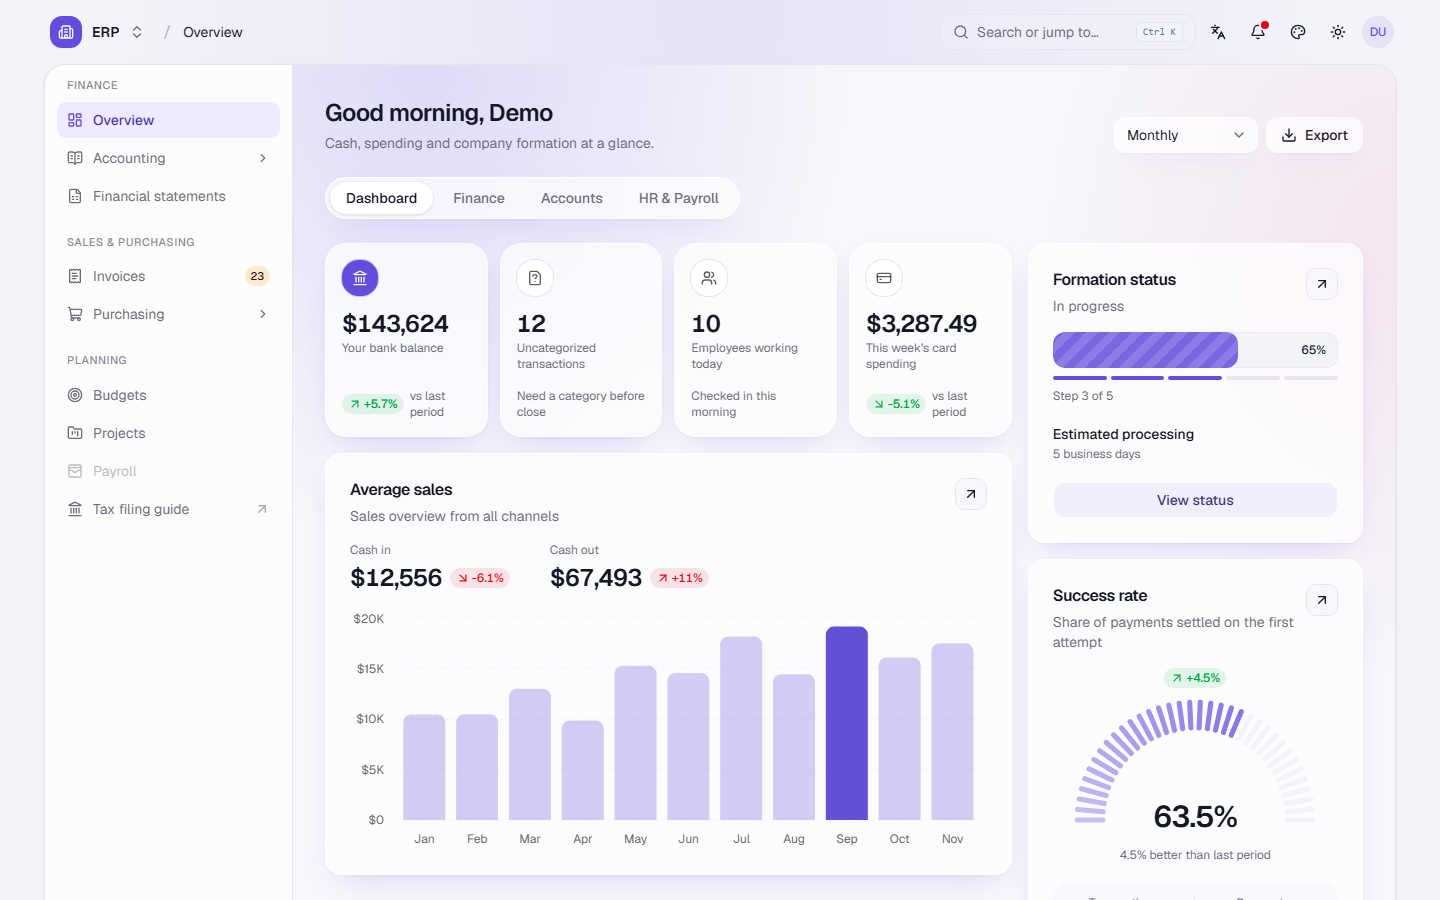 ERP
/
Overview
Search or jump to...
Ctrl K
DU
FINANCE
Overview
Accounting
Financial statements
SALES & PURCHASING
Invoices
23
Purchasing
PLANNING
Budgets
Projects
Payroll
Tax filing guide
Good morning, Demo
Cash, spending and company formation at a glance.
Monthly
Export
Dashboard
Finance
Accounts
HR & Payroll
$143,624
Your bank balance
+5.7%
vs last
period
12
Uncategorized
transactions
Need a category before
close
10
Employees working
today
Checked in this
morning
$3,287.49
This week's card
spending
-5.1%
vs last
period
Formation status
In progress
65%
Step 3 of 5
Estimated processing
5 business days
View status
Average sales
Sales overview from all channels
Cash in
$12,556
-6.1%
Cash out
$67,493
+11%
$20K
$15K
$10K
$5K
$0
Jan
Feb
Mar
Apr
May
Jun
Jul
Aug
Sep
Oct
Nov
Success rate
Share of payments settled on the first
attempt
+4.5%
63.5%
4.5% better than last period